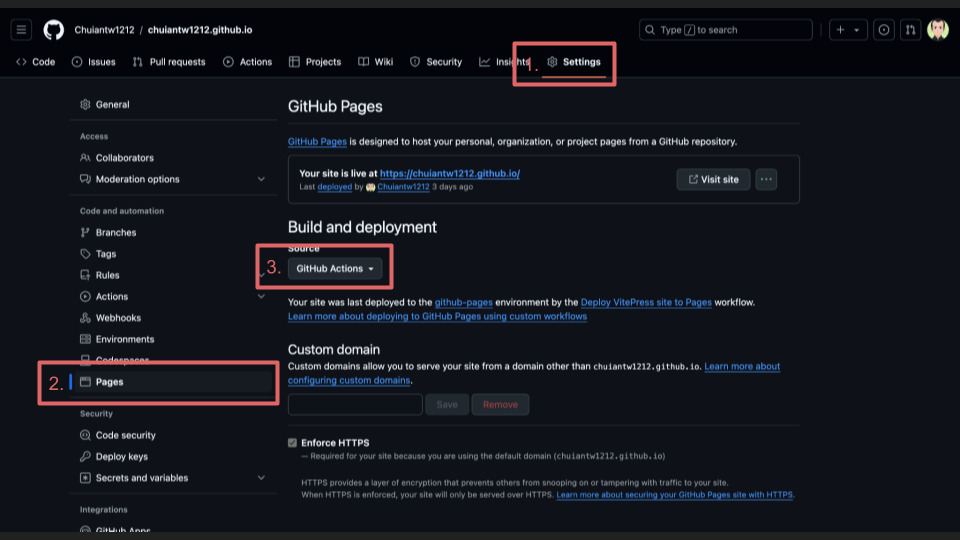 Chuiantw1212 / chuiantw1212.github.io
Type / to search
Code Issues Pull requests Actions Projects Wiki Security Insights 1. Settings
General
Access
Collaborators
Moderation options
Code and automation
Branches
Tags
Rules
Actions
Webhooks
Environments
Codespaces
2. Pages
Security
Code security
Deploy keys
Secrets and variables
Integrations
GitHub Apps
GitHub Pages
GitHub Pages is designed to host your personal, organization, or project pages from a GitHub repository.
Your site is live at https://chuiantw1212.github.io/
Last deployed by Chuiantw1212 3 days ago
Visit site
Build and deployment
Source
3. GitHub Actions
Your site was last deployed to the github-pages environment by the Deploy VitePress site to Pages workflow.
Learn more about deploying to GitHub Pages using custom workflows
Custom domain
Custom domains allow you to serve your site from a domain other than chuiantw1212.github.io. Learn more about
configuring custom domains.
Save Remove
Enforce HTTPS
— Required for your site because you are using the default domain (chuiantw1212.github.io)
HTTPS provides a layer of encryption that prevents others from snooping on or tampering with traffic to your site.
When HTTPS is enforced, your site will only be served over HTTPS. Learn more about securing your GitHub Pages site with HTTPS.